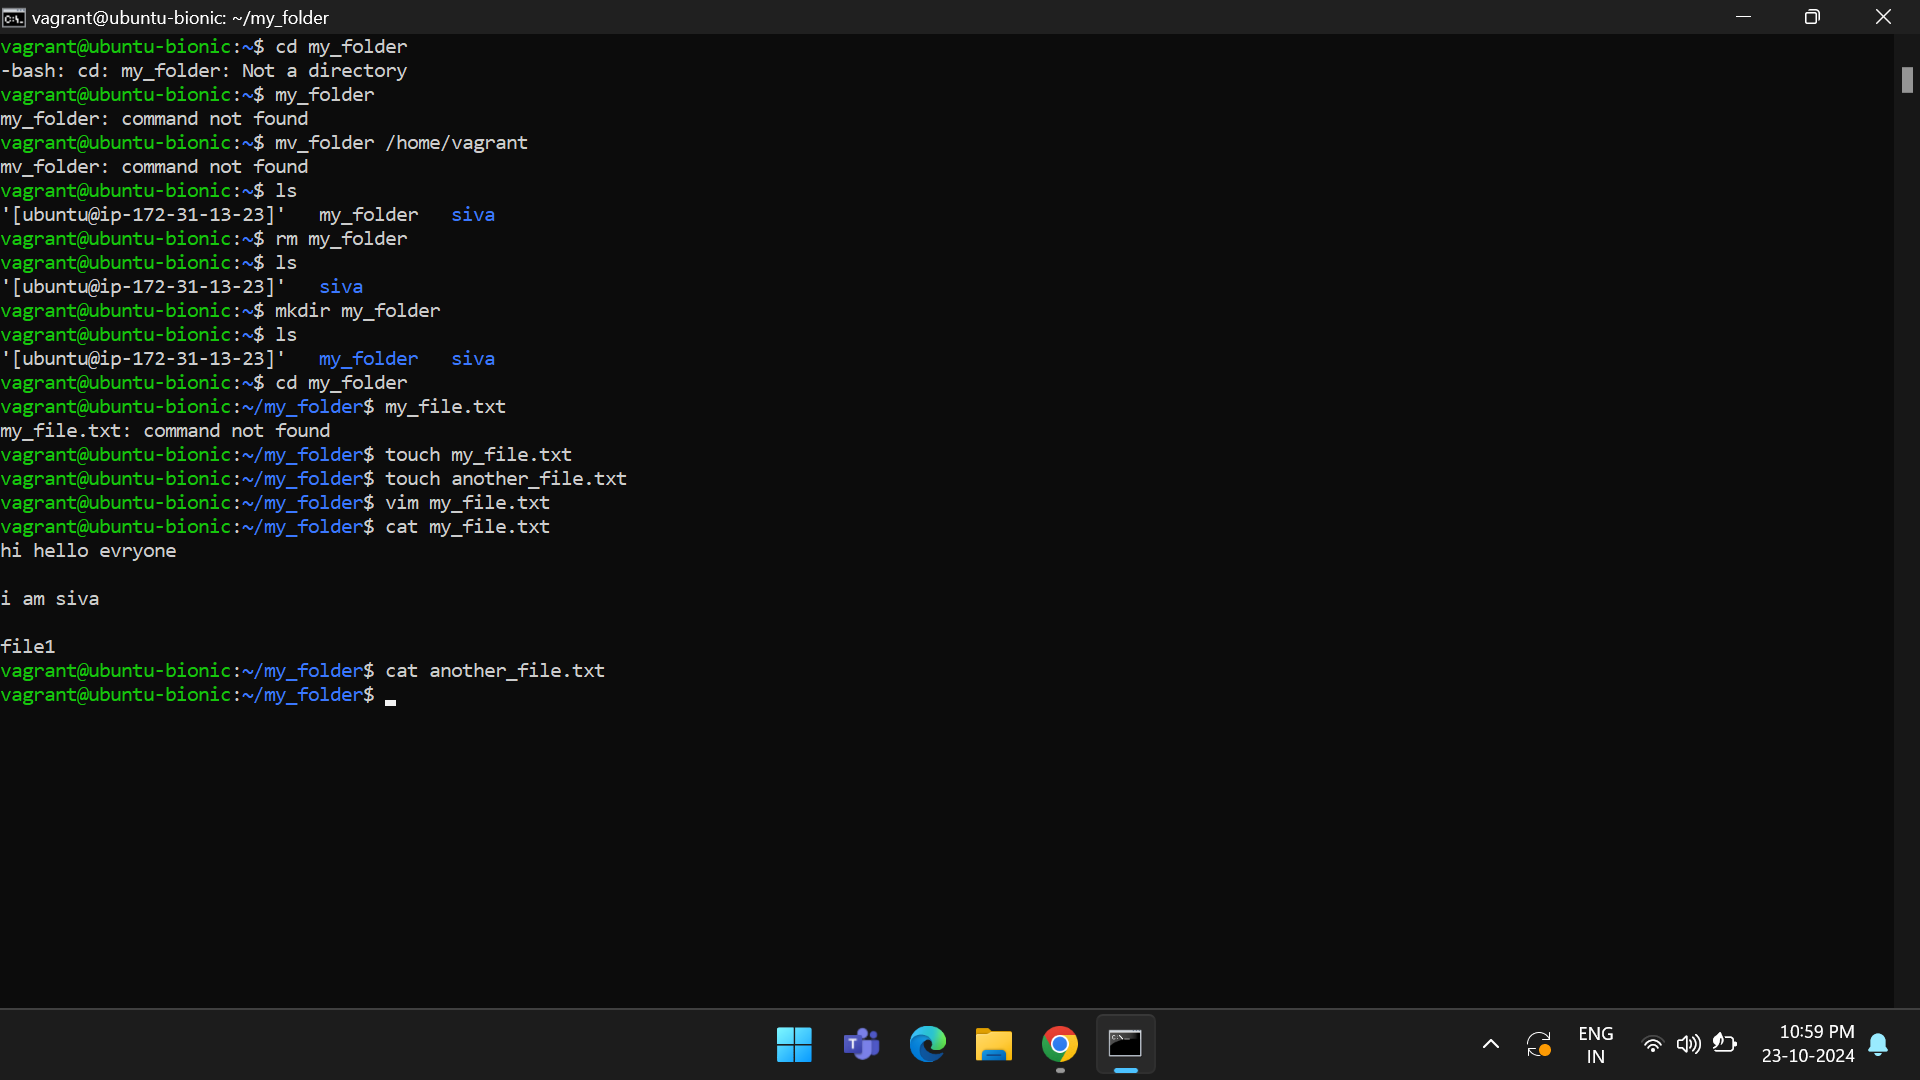 vagrant@ubuntu-bionic: ~/my_folder
vagrant@ubuntu-bionic:~$ cd my_folder
-bash: cd: my_folder: Not a directory
vagrant@ubuntu-bionic:~$ my_folder
my_folder: command not found
vagrant@ubuntu-bionic:~$ mv_folder /home/vagrant
mv_folder: command not found
vagrant@ubuntu-bionic:~$ ls
'[ubuntu@ip-172-31-13-23]'   my_folder   siva
vagrant@ubuntu-bionic:~$ rm my_folder
vagrant@ubuntu-bionic:~$ ls
'[ubuntu@ip-172-31-13-23]'   siva
vagrant@ubuntu-bionic:~$ mkdir my_folder
vagrant@ubuntu-bionic:~$ ls
'[ubuntu@ip-172-31-13-23]'   my_folder   siva
vagrant@ubuntu-bionic:~$ cd my_folder
vagrant@ubuntu-bionic:~/my_folder$ my_file.txt
my_file.txt: command not found
vagrant@ubuntu-bionic:~/my_folder$ touch my_file.txt
vagrant@ubuntu-bionic:~/my_folder$ touch another_file.txt
vagrant@ubuntu-bionic:~/my_folder$ vim my_file.txt
vagrant@ubuntu-bionic:~/my_folder$ cat my_file.txt
hi hello evryone
i am siva
file1
vagrant@ubuntu-bionic:~/my_folder$ cat another_file.txt
vagrant@ubuntu-bionic:~/my_folder$
ENG
IN
10:59 PM
23-10-2024